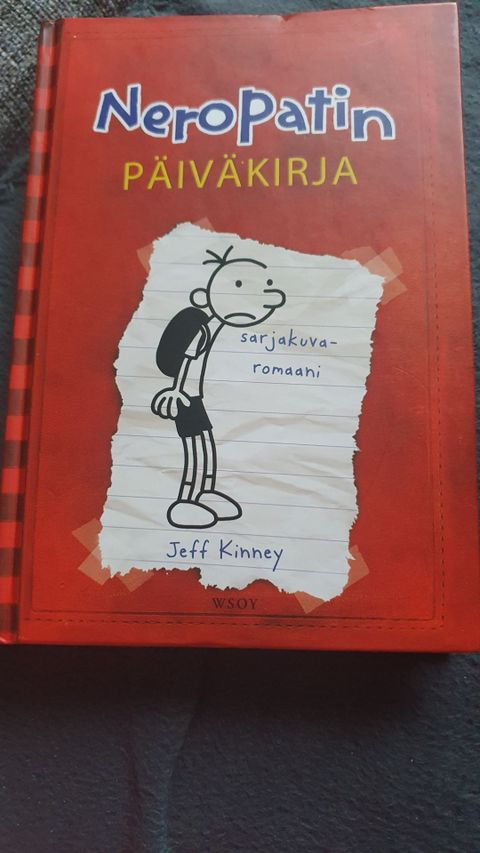 Neropatin
PÄIVÄKIRJA
sarjakuva-
romaani
Jeff Kinney
WSOY